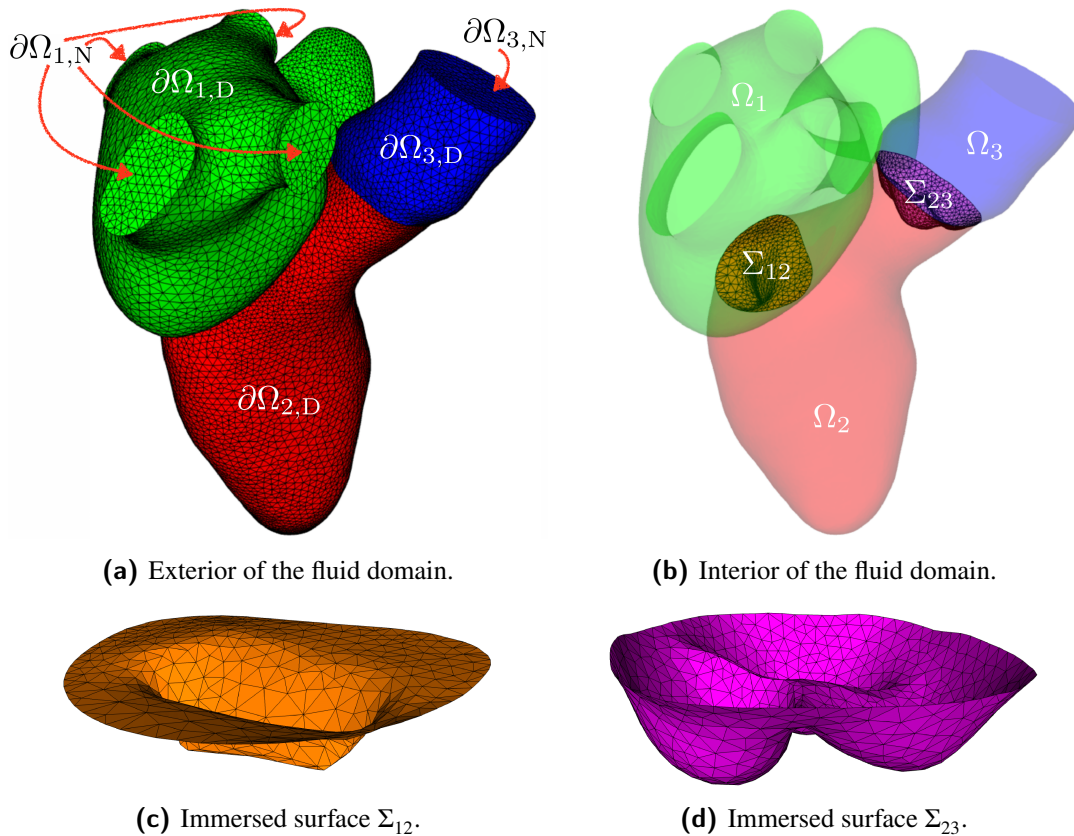 ∂Ω₁,N
∂Ω₁,D
∂Ω₃,N
∂Ω₃,D
∂Ω₂,D
Ω₁
Ω₃
Σ₂₃
Σ₁₂
Ω₂
(a) Exterior of the fluid domain.
(b) Interior of the fluid domain.
(c) Immersed surface Σ₁₂.
(d) Immersed surface Σ₂₃.